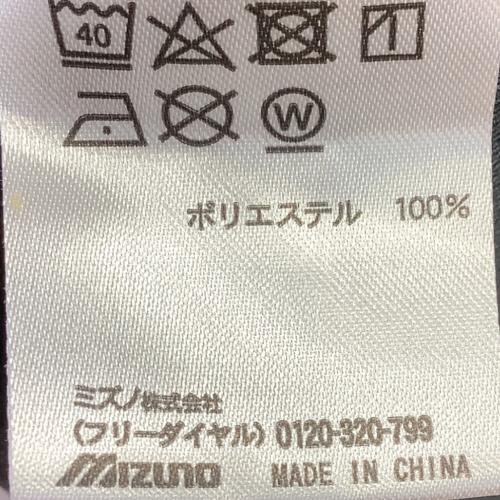 40
W
ポリエステル 100%
ミズノ株式会社
(フリーダイヤル) 0120-320-799
Mizuno MADE IN CHINA